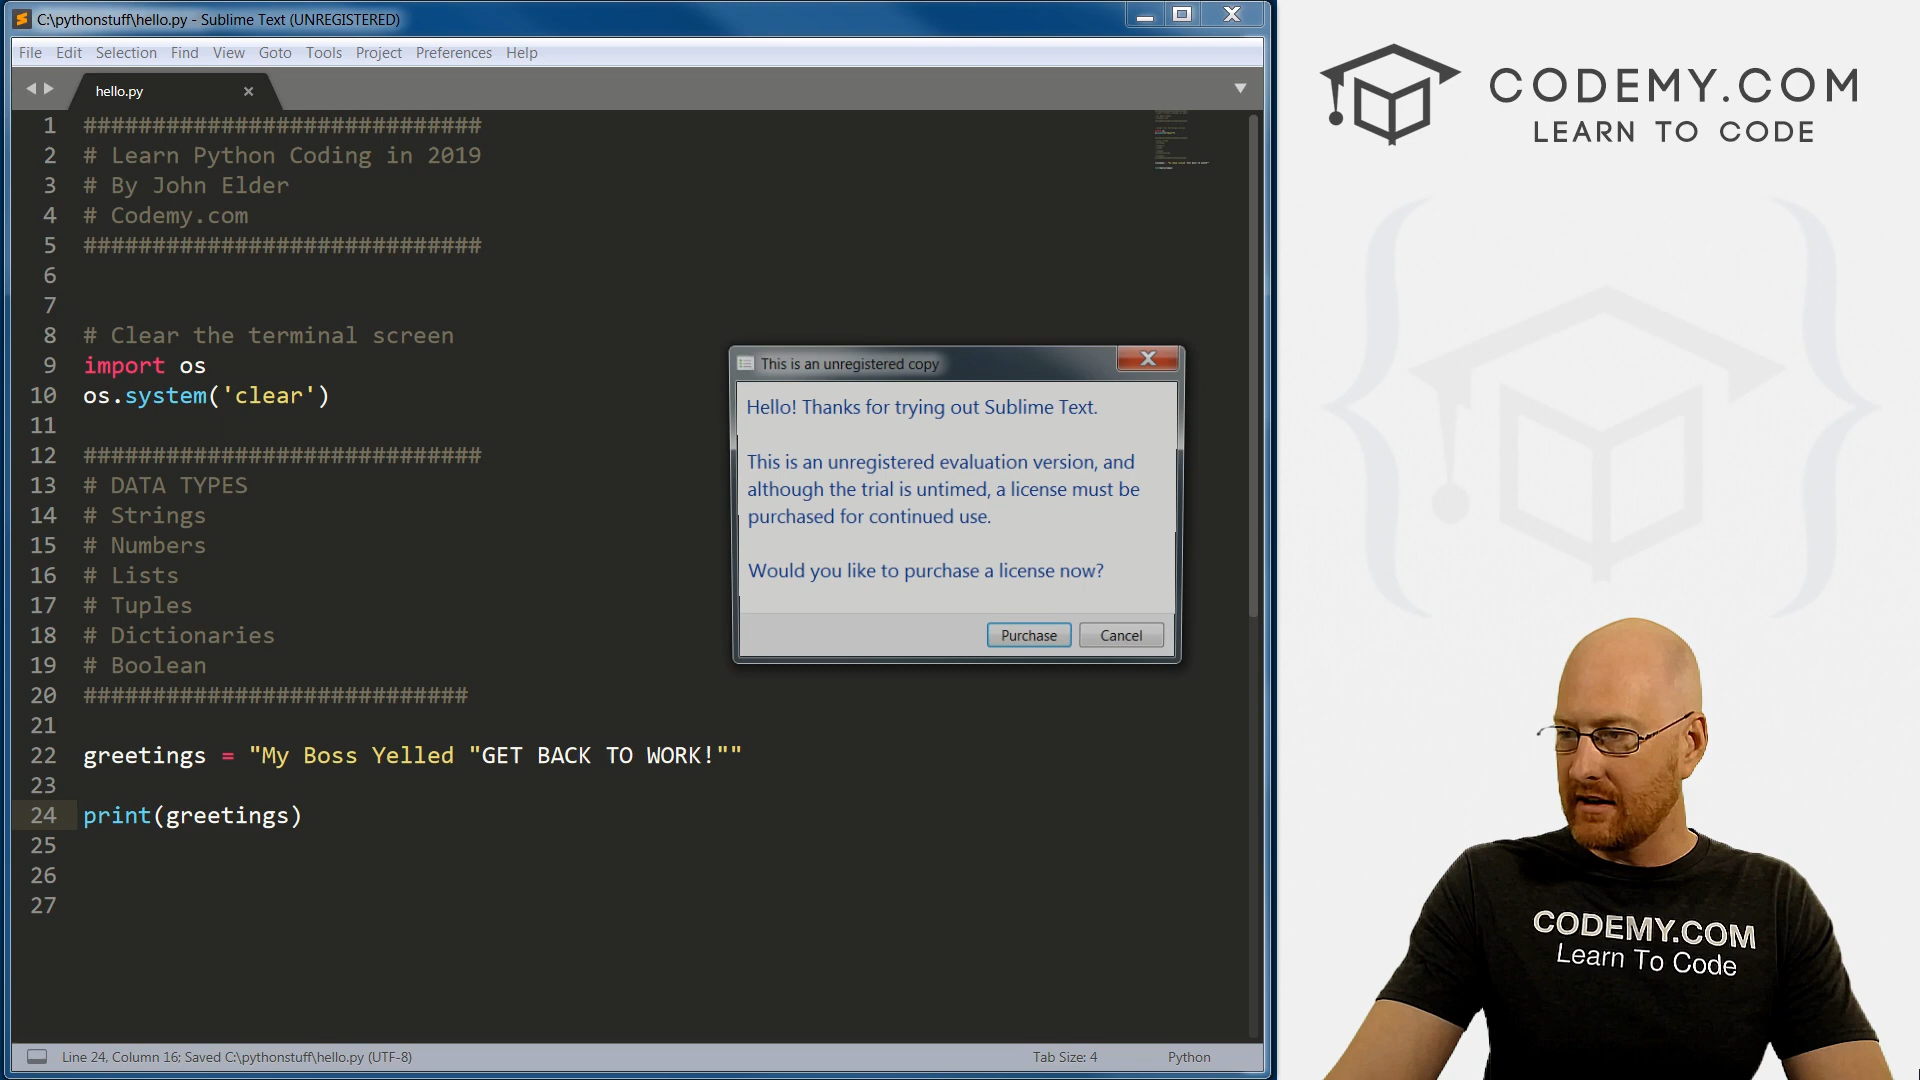 C:\pythonstuff\hello.py - Sublime Text (UNREGISTERED)
File Edit Selection Find View Goto Tools Project Preferences Help
hello.py
1 #############################
2 # Learn Python Coding in 2019
3 # By John Elder
4 # Codemy.com
5 #############################
6
7
8 # Clear the terminal screen
9 import os
10 os.system('clear')
11
12 #############################
13 # DATA TYPES
14 # Strings
15 # Numbers
16 # Lists
17 # Tuples
18 # Dictionaries
19 # Boolean
20 ############################
21
22 greetings = "My Boss Yelled "GET BACK TO WORK!""
23
24 print(greetings)
25
26
27
Line 24, Column 16; Saved C:\pythonstuff\hello.py (UTF-8) Tab Size: 4 Python
This is an unregistered copy
Hello! Thanks for trying out Sublime Text.
This is an unregistered evaluation version, and
although the trial is untimed, a license must be
purchased for continued use.
Would you like to purchase a license now?
Purchase Cancel
CODEMY.COM
LEARN TO CODE
CODEMY.COM
Learn To Code